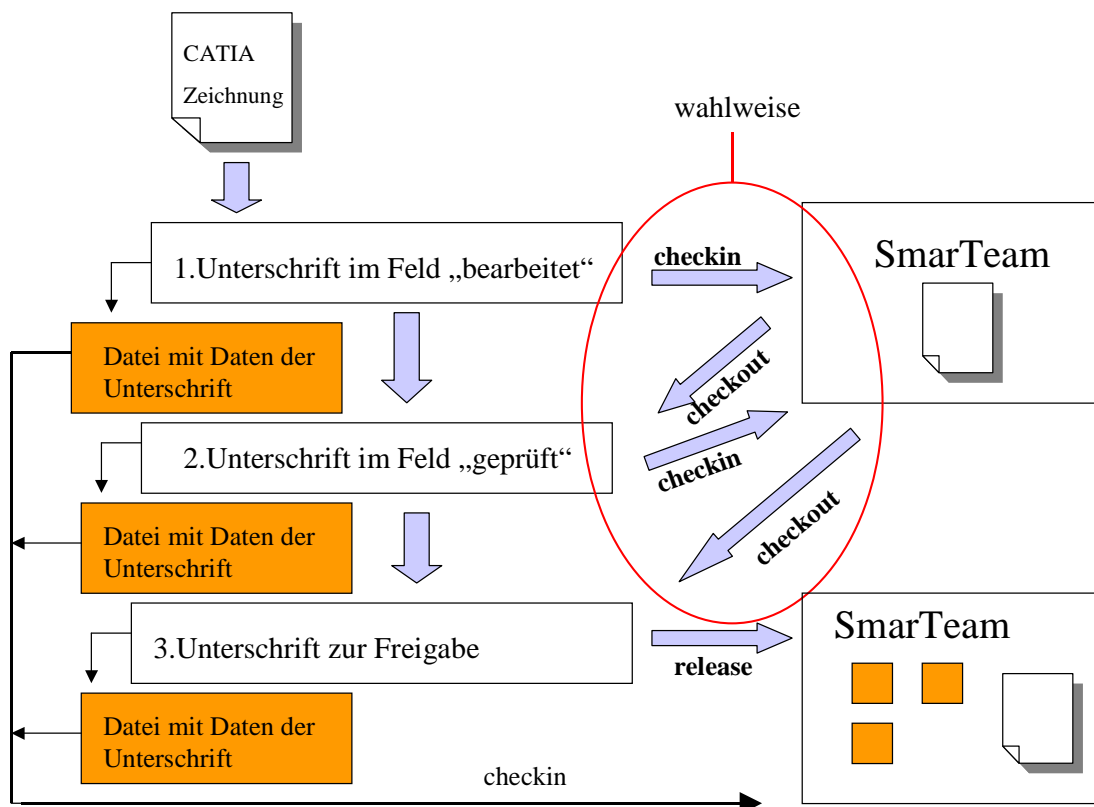 CATIA
Zeichnung
wahlweise
1.Unterschrift im Feld „bearbeitet“
checkin
SmarTeam
Datei mit Daten der
Unterschrift
checkout
2.Unterschrift im Feld „geprüft“
checkin
checkout
Datei mit Daten der
Unterschrift
3.Unterschrift zur Freigabe
release
SmarTeam
Datei mit Daten der
Unterschrift
checkin